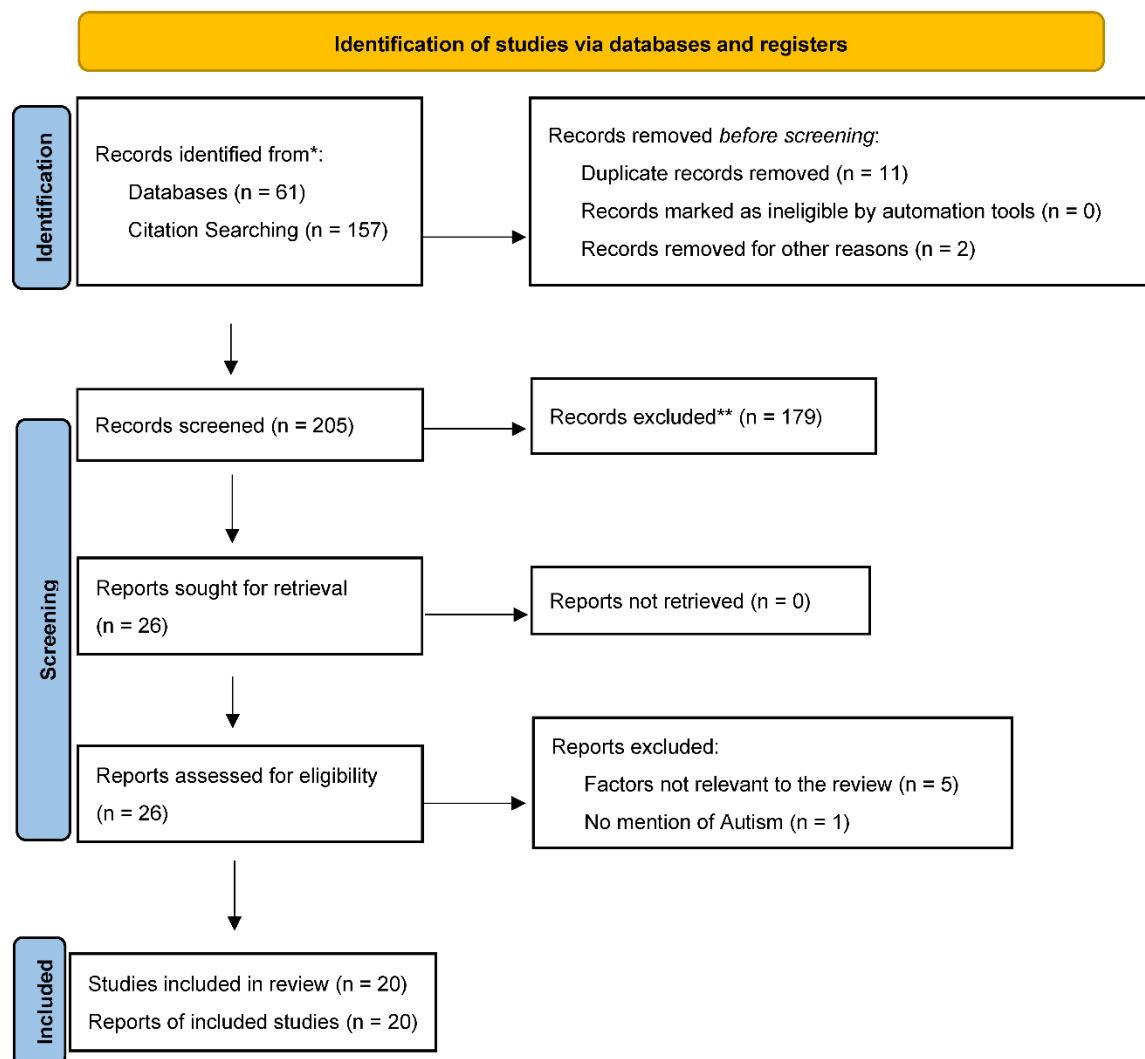 Identification of studies via databases and registers
Identification
Records identified from*:
Databases (n = 61)
Citation Searching (n = 157)
Records removed before screening:
Duplicate records removed (n = 11)
Records marked as ineligible by automation tools (n = 0)
Records removed for other reasons (n = 2)
Screening
Records screened (n = 205)
Records excluded** (n = 179)
Reports sought for retrieval
(n = 26)
Reports not retrieved (n = 0)
Reports assessed for eligibility
(n = 26)
Reports excluded:
Factors not relevant to the review (n = 5)
No mention of Autism (n = 1)
Included
Studies included in review (n = 20)
Reports of included studies (n = 20)